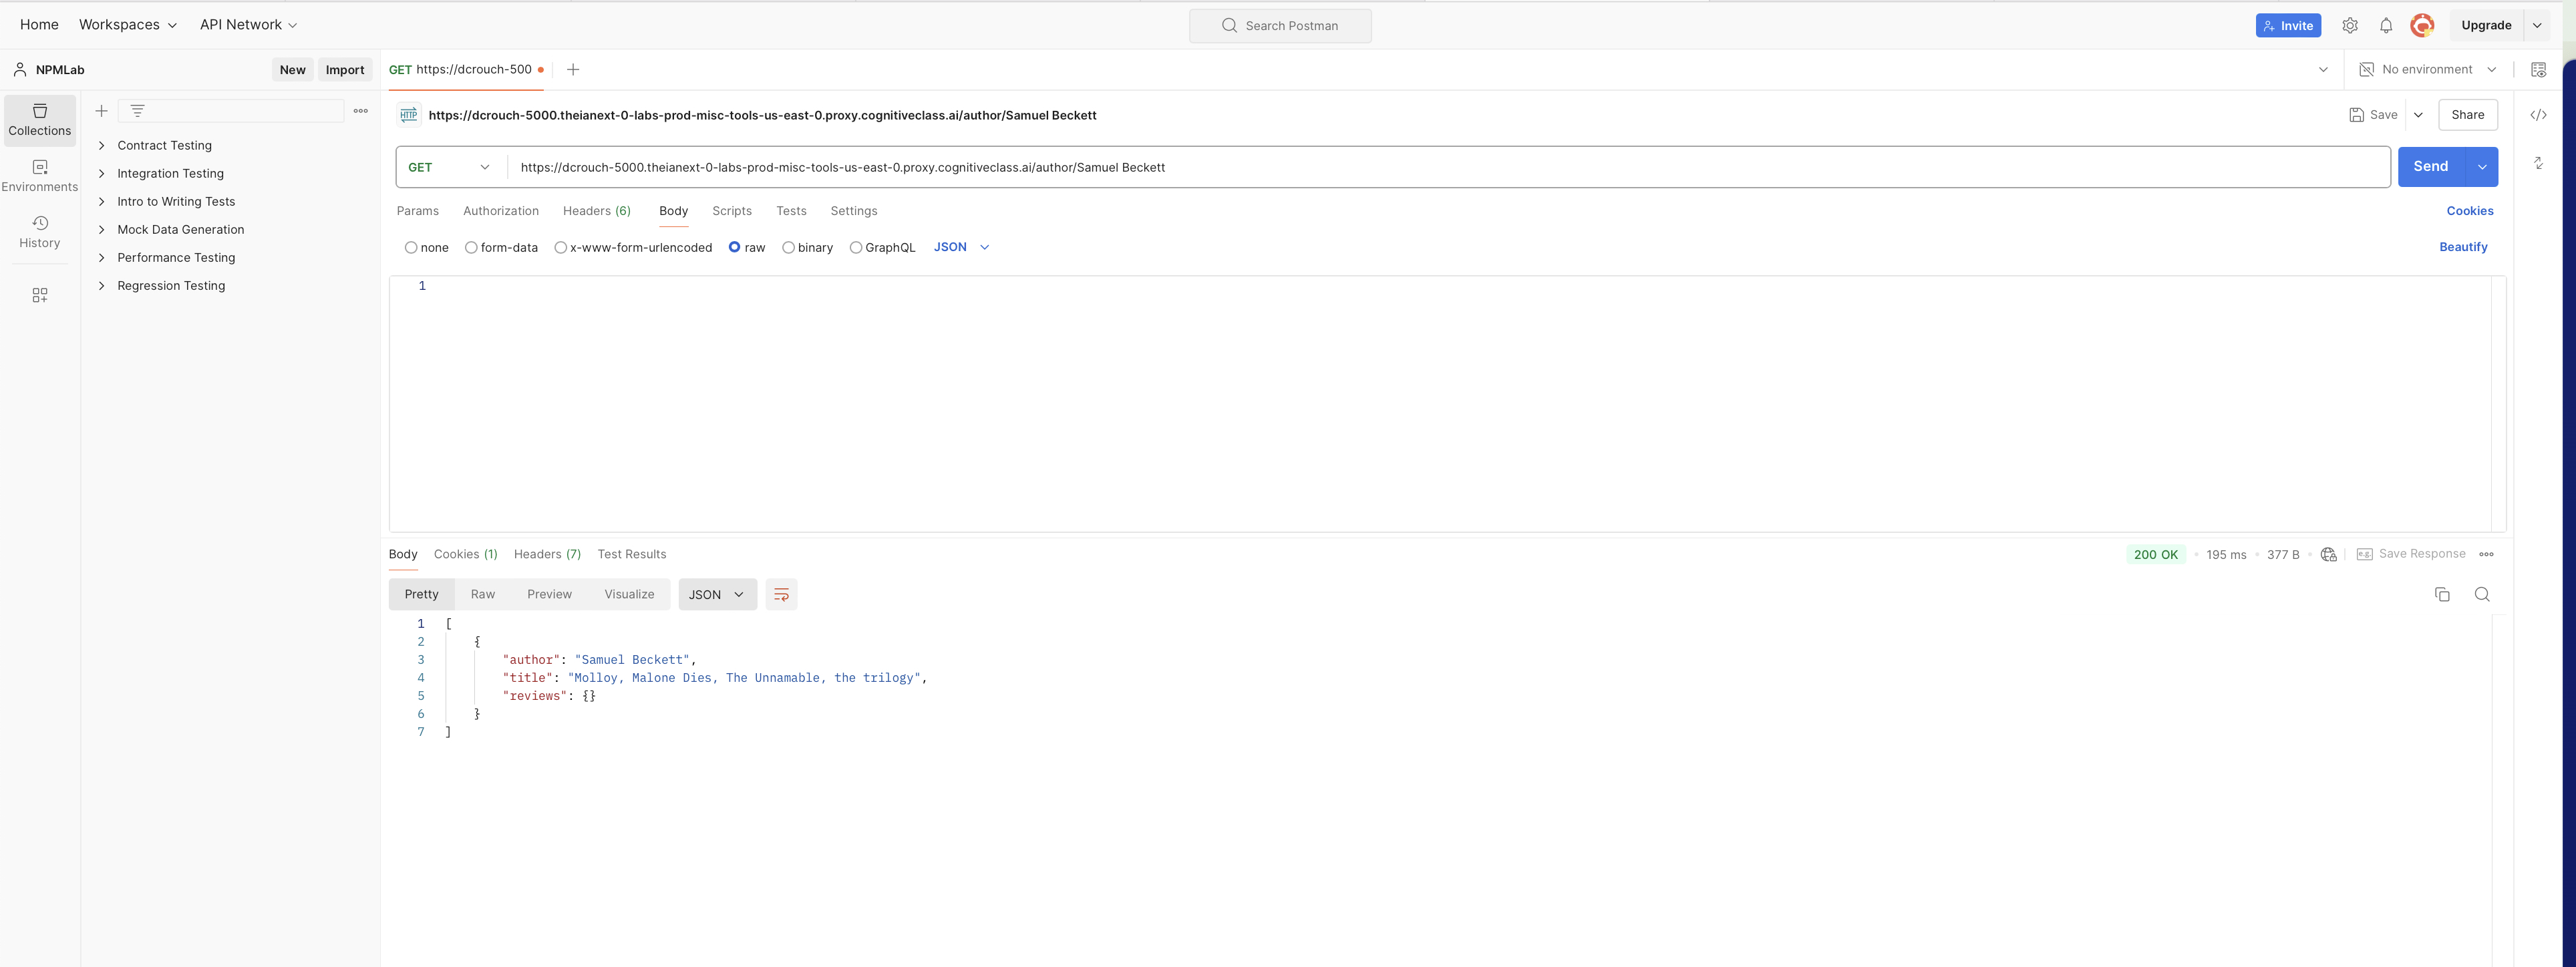 Home Workspaces API Network Search Postman Invite Upgrade
NPMLab New Import GET https://dcrouch-500 No environment
Collections
Environments
History
Contract Testing
Integration Testing
Intro to Writing Tests
Mock Data Generation
Performance Testing
Regression Testing
HTTP https://dcrouch-5000.theianext-0-labs-prod-misc-tools-us-east-0.proxy.cognitiveclass.ai/author/Samuel Beckett Save Share
GET https://dcrouch-5000.theianext-0-labs-prod-misc-tools-us-east-0.proxy.cognitiveclass.ai/author/Samuel Beckett Send
Params Authorization Headers (6) Body Scripts Tests Settings Cookies
none form-data x-www-form-urlencoded raw binary GraphQL JSON Beautify
1
Body Cookies (1) Headers (7) Test Results 200 OK 195 ms 377 B e.g. Save Response
Pretty Raw Preview Visualize JSON
1 [
2 {
3 "author": "Samuel Beckett",
4 "title": "Molloy, Malone Dies, The Unnamable, the trilogy",
5 "reviews": {}
6 }
7 ]